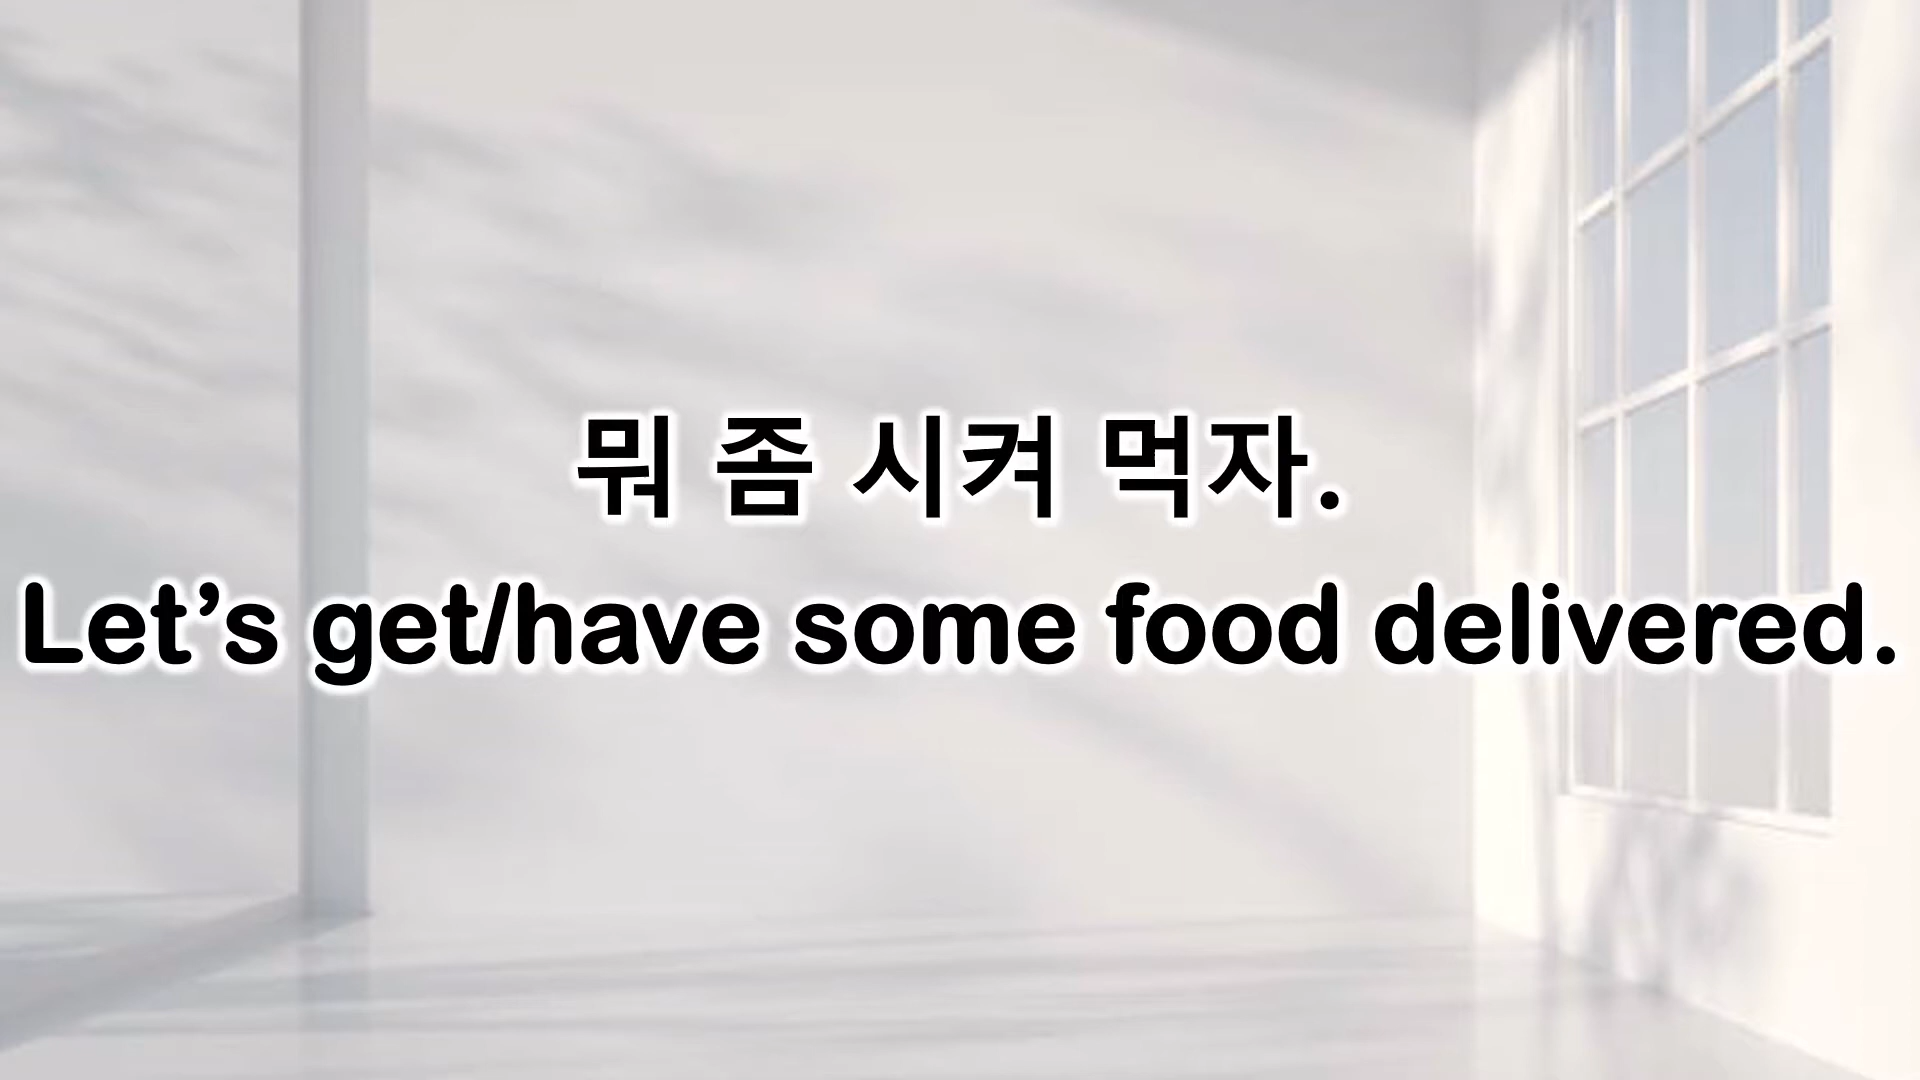 뭐 좀 시켜 먹자.
Let’s get/have some food delivered.